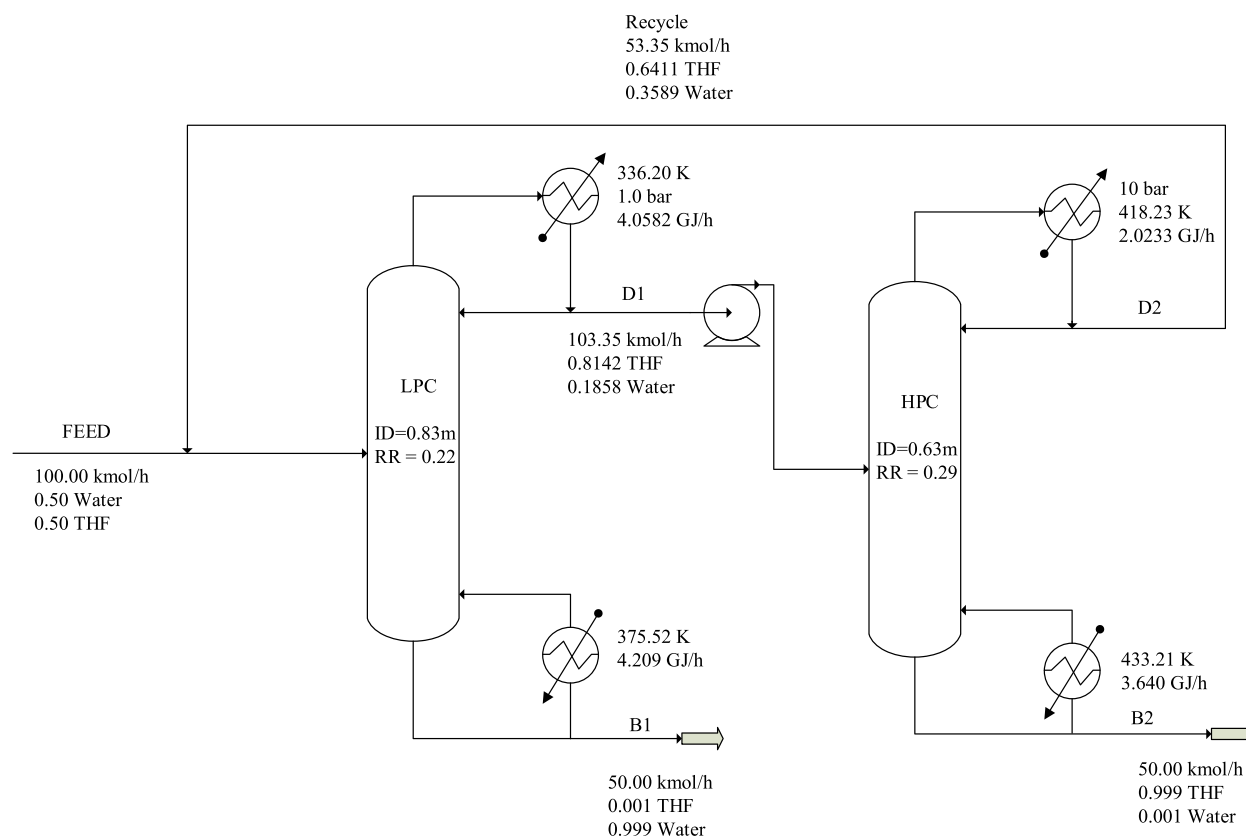 Recycle
53.35 kmol/h
0.6411 THF
0.3589 Water
336.20 K
1.0 bar
4.0582 GJ/h
10 bar
418.23 K
2.0233 GJ/h
D1
D2
103.35 kmol/h
0.8142 THF
0.1858 Water
LPC
ID=0.83m
RR = 0.22
HPC
ID=0.63m
RR = 0.29
FEED
100.00 kmol/h
0.50 Water
0.50 THF
375.52 K
4.209 GJ/h
433.21 K
3.640 GJ/h
B1
B2
50.00 kmol/h
0.001 THF
0.999 Water
50.00 kmol/h
0.999 THF
0.001 Water